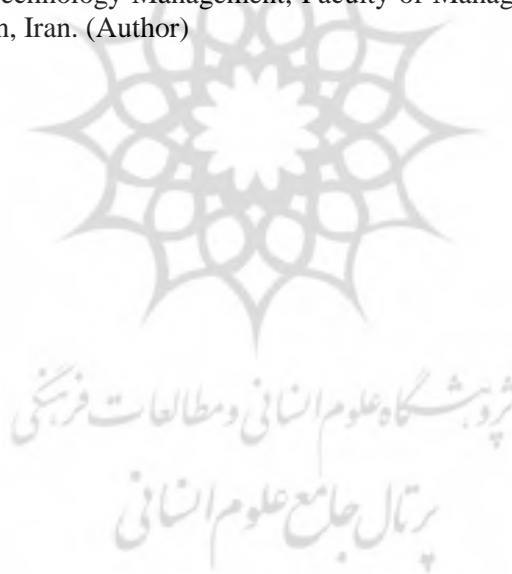 echnology Management, Faculty of Manag
n, Iran. (Author)
پژوهشگاه علوم انسانی و مطالعات فرهنگی
پرتال جامع علوم انسانی